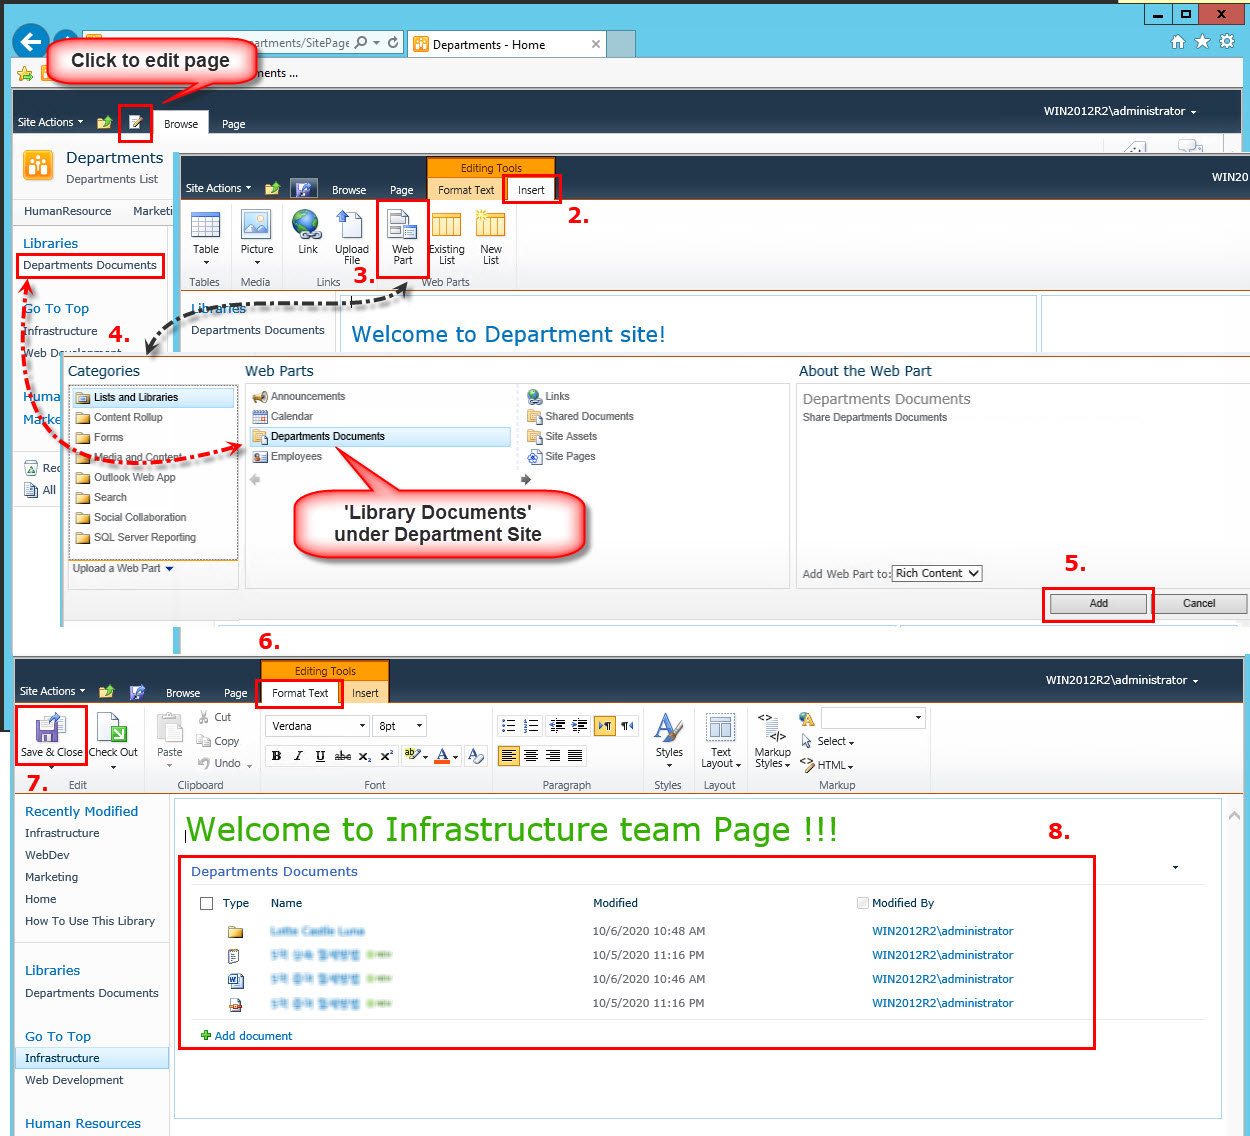 artments/SitePage
Departments - Home
Click to edit page
ments ...
Site Actions
Browse
Page
WIN2012R2\administrator
Departments
Departments List
HumanResource
Marketi
Libraries
Departments Documents
Go To Top
Infrastructure
Web Development
Huma
Marke
Rec
All
Editing Tools
Site Actions
Browse
Page
Format Text
Insert
WIN20
2.
Table
Picture
Link
Upload
File
Web
Part
Existing
List
New
List
3.
Tables
Media
Links
Web Parts
Libraries
Departments Documents
4.
Welcome to Department site!
Categories
Web Parts
About the Web Part
Lists and Libraries
Content Rollup
Forms
Media and Content
Outlook Web App
Search
Social Collaboration
SQL Server Reporting
Upload a Web Part
Announcements
Calendar
Departments Documents
Employees
Links
Shared Documents
Site Assets
Site Pages
'Library Documents'
under Department Site
Departments Documents
Share Departments Documents
Add Web Part to: Rich Content
5.
Add
Cancel
6.
Editing Tools
Site Actions
Browse
Page
Format Text
Insert
WIN2012R2\administrator
Save & Close
Check Out
Paste
Cut
Copy
Undo
Verdana
8pt
B I U abc x₂ x²
ab A A
Styles
Text
Layout
Markup
Styles
Select
HTML
7.
Edit
Clipboard
Font
Paragraph
Styles
Layout
Markup
Recently Modified
Infrastructure
WebDev
Marketing
Home
How To Use This Library
Libraries
Departments Documents
Go To Top
Infrastructure
Web Development
Human Resources
Welcome to Infrastructure team Page !!!
8.
Departments Documents
Type Name Modified Modified By
10/6/2020 10:48 AM WIN2012R2\administrator
10/5/2020 11:16 PM WIN2012R2\administrator
10/6/2020 10:46 AM WIN2012R2\administrator
10/5/2020 11:16 PM WIN2012R2\administrator
Add document